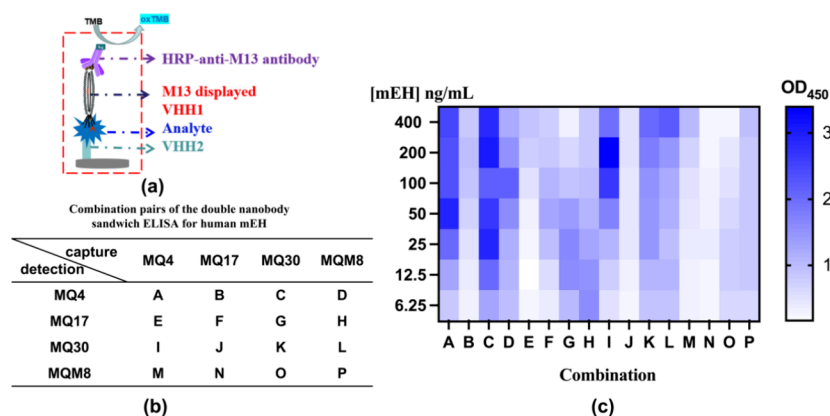 TMB
oxTMB
HRP-anti-M13 antibody
M13 displayed
VHH1
Analyte
VHH2
(a)
Combination pairs of the double nanobody
sandwich ELISA for human mEH
capture
detection
MQ4 MQ17 MQ30 MQM8
MQ4 A B C D
MQ17 E F G H
MQ30 I J K L
MQM8 M N O P
(b)
[mEH] ng/mL
OD450
400
200
100
50
25
12.5
6.25
A B C D E F G H I J K L M N O P
Combination
3
2
1
(c)